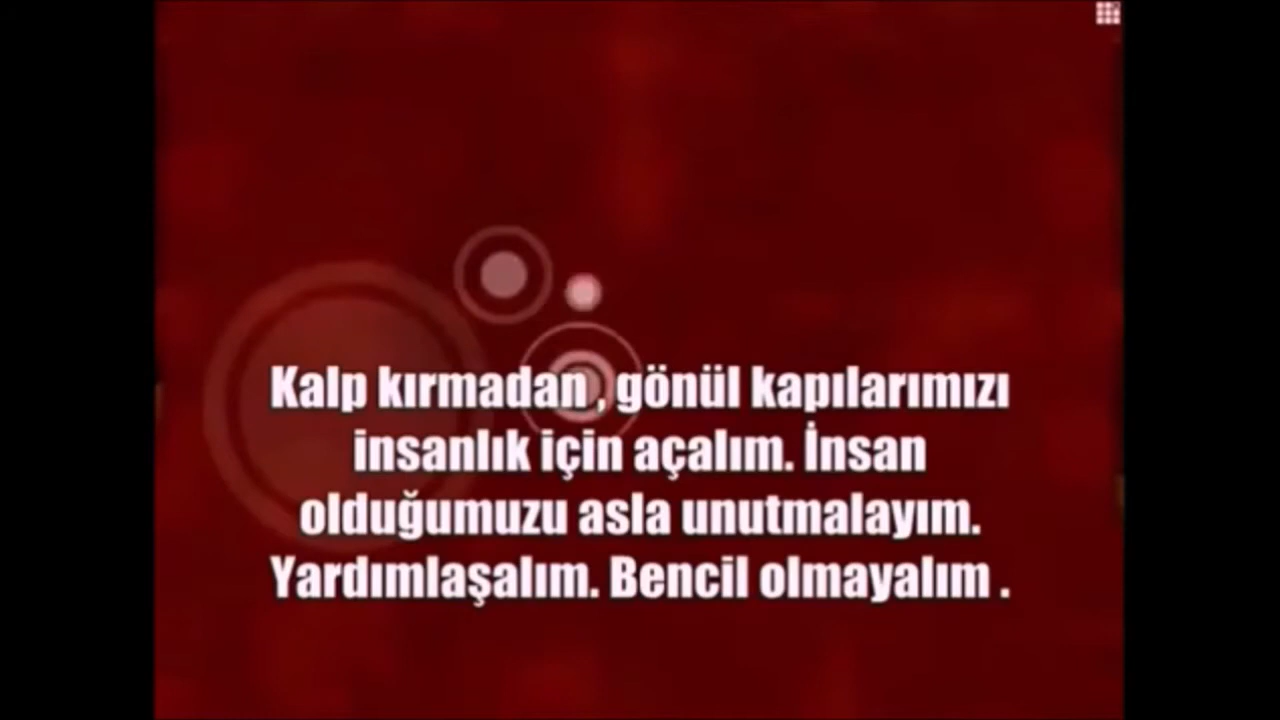 Kalp kırmadan , gönül kapılarımızı
insanlık için açalım. İnsan
olduğumuzu asla unutmalayım.
Yardımlaşalım. Bencil olmayalım .